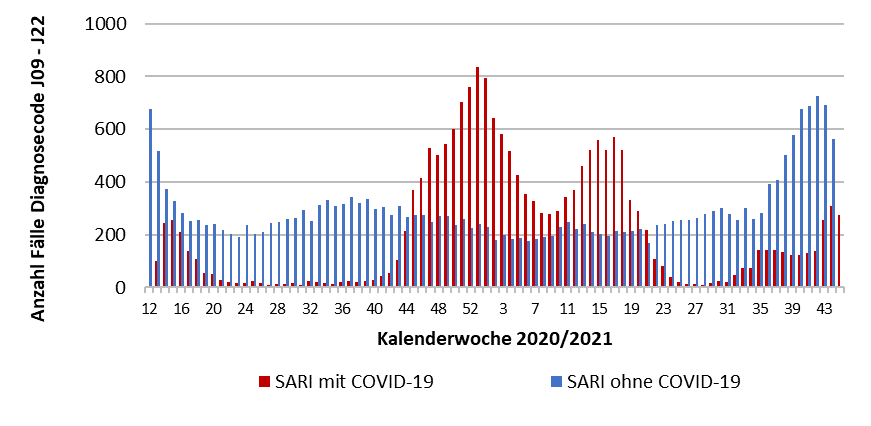 Anzahl Fälle Diagnosecode J09 - J22
1000
800
600
400
200
0
12 16 20 24 28 32 36 40 44 48 52 3 7 11 15 19 23 27 31 35 39 43
Kalenderwoche 2020/2021
SARI mit COVID-19 SARI ohne COVID-19